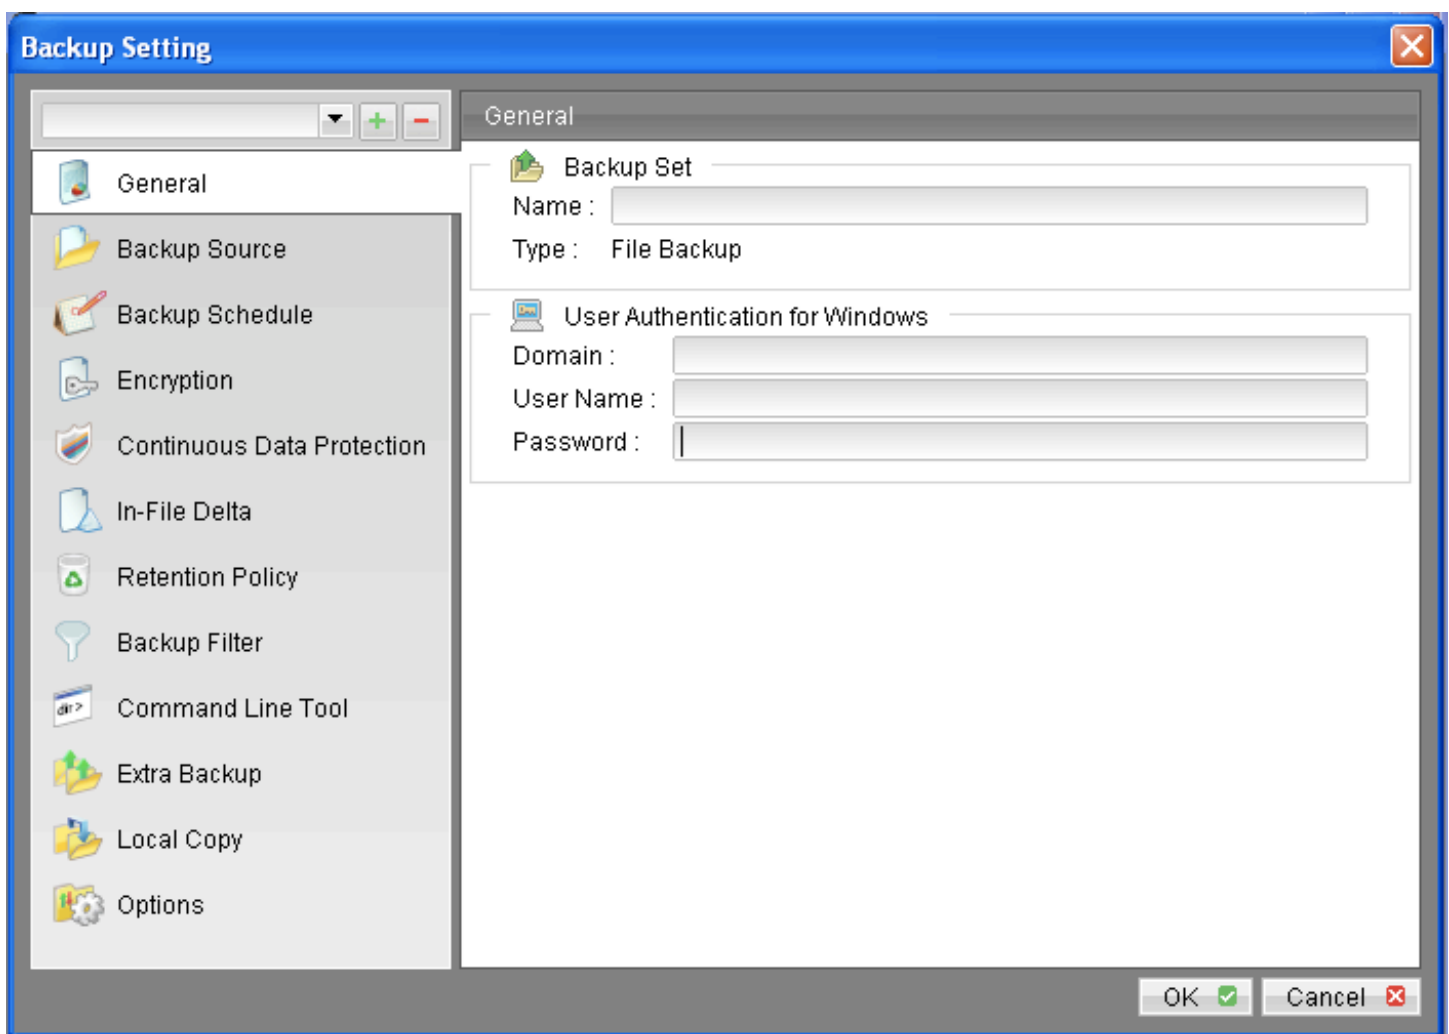 Backup Setting
General
Backup Source
Backup Schedule
Encryption
Continuous Data Protection
In-File Delta
Retention Policy
Backup Filter
dir >
Command Line Tool
Extra Backup
Local Copy
Options
General
Backup Set
Name :
Type : File Backup
User Authentication for Windows
Domain :
User Name :
Password :
OK
Cancel